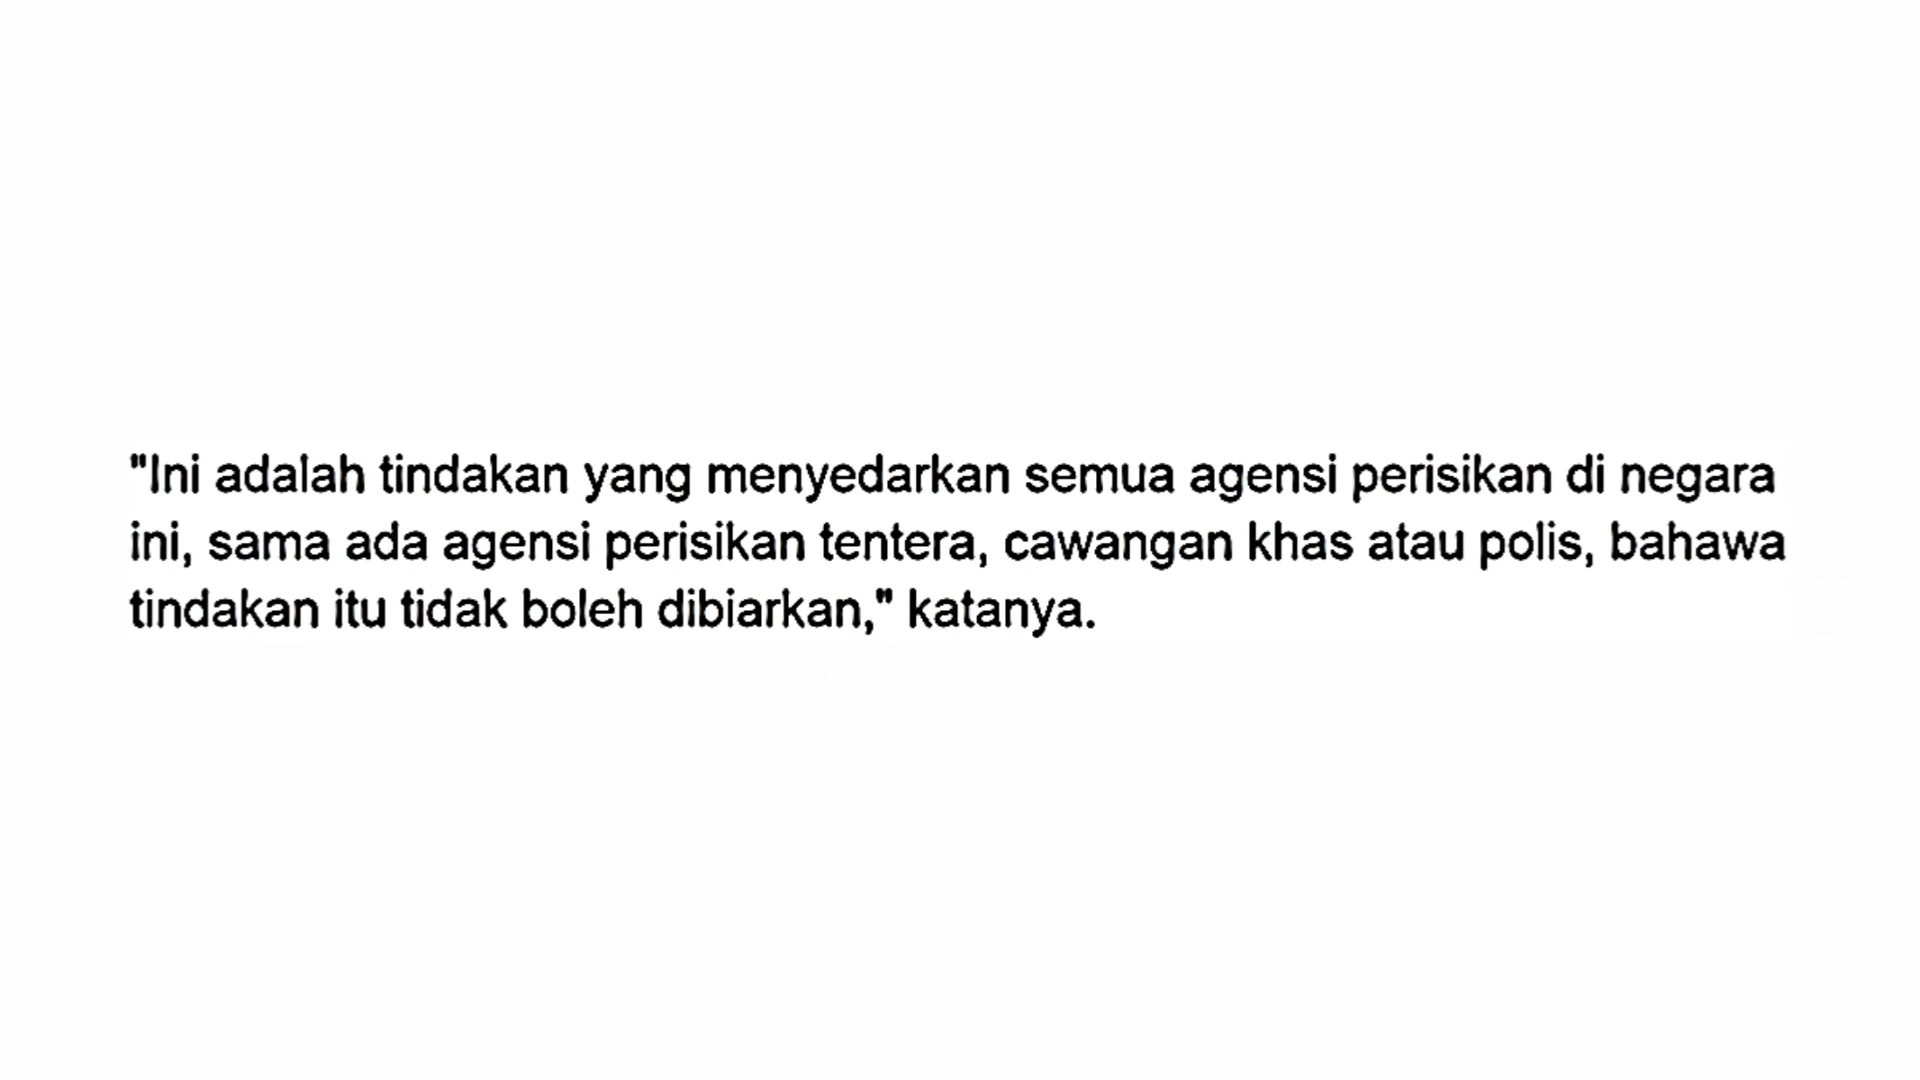 "Ini adalah tindakan yang menyedarkan semua agensi perisikan di negara
ini, sama ada agensi perisikan tentera, cawangan khas atau polis, bahawa
tindakan itu tidak boleh dibiarkan," katanya.